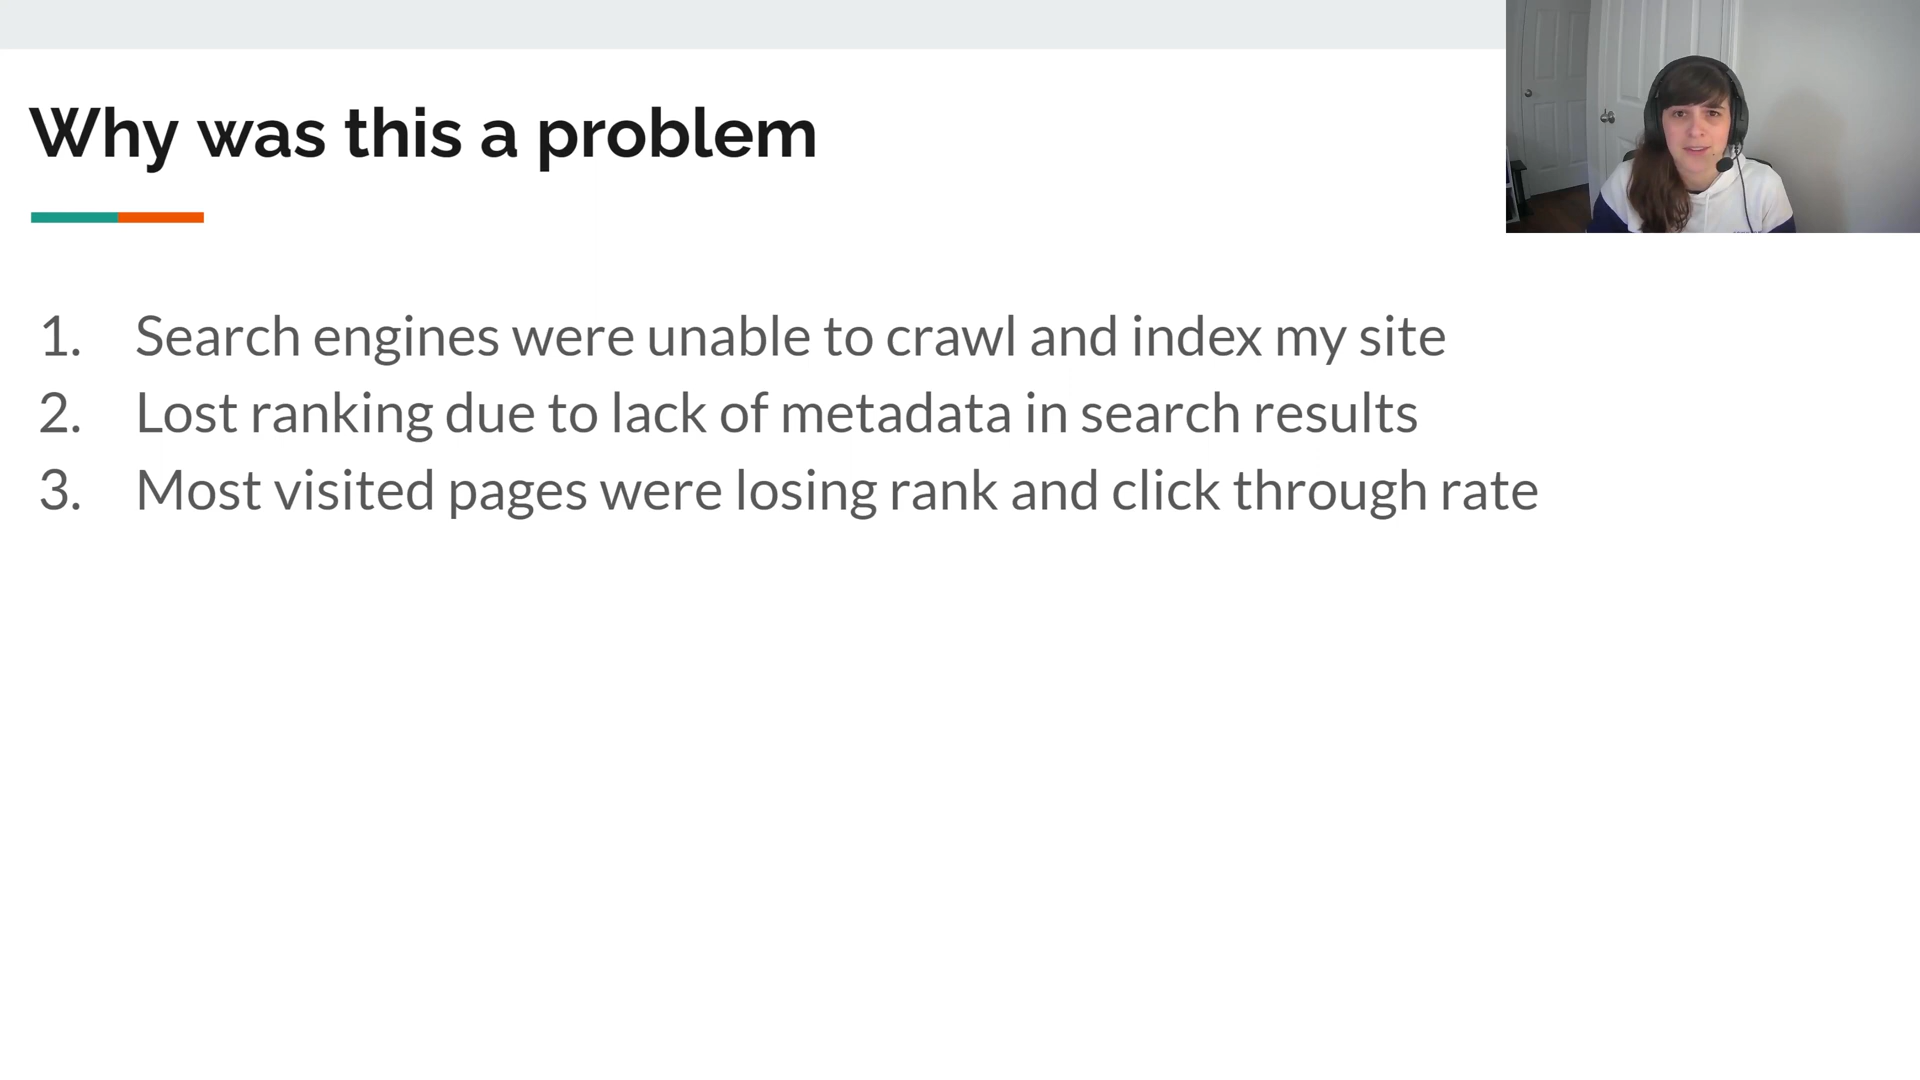 Why was this a problem
1. Search engines were unable to crawl and index my site
2. Lost ranking due to lack of metadata in search results
3. Most visited pages were losing rank and click through rate